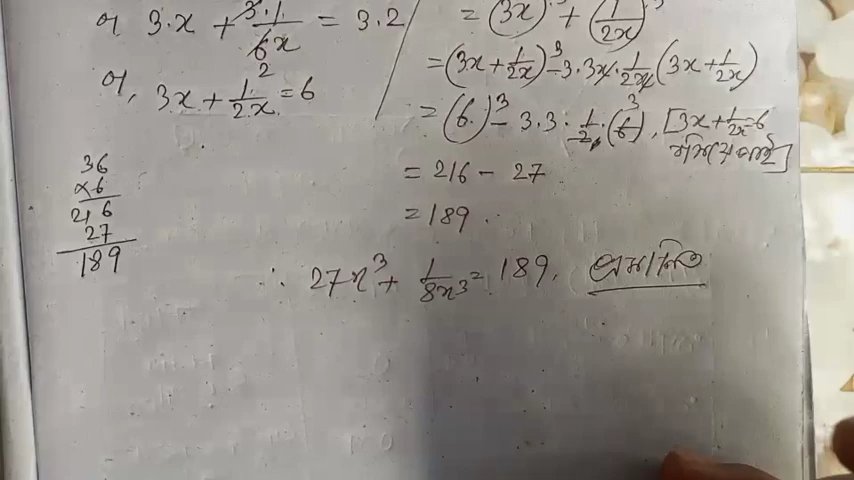 বা 3.x + 3.1/6x = 3.2
বা, 3x + 1/2x = 6
36
×6
216
27
189
= (3x)³ + (1/2x)³
= (3x + 1/2x)³ - 3.3x.1/2x (3x + 1/2x)
= (6)³ - 3.3.1/2.(6), [3x + 1/2x = 6
= 216 - 27
= 189.
∴ 27x³ + 1/8x³ = 189. প্রমাণিত